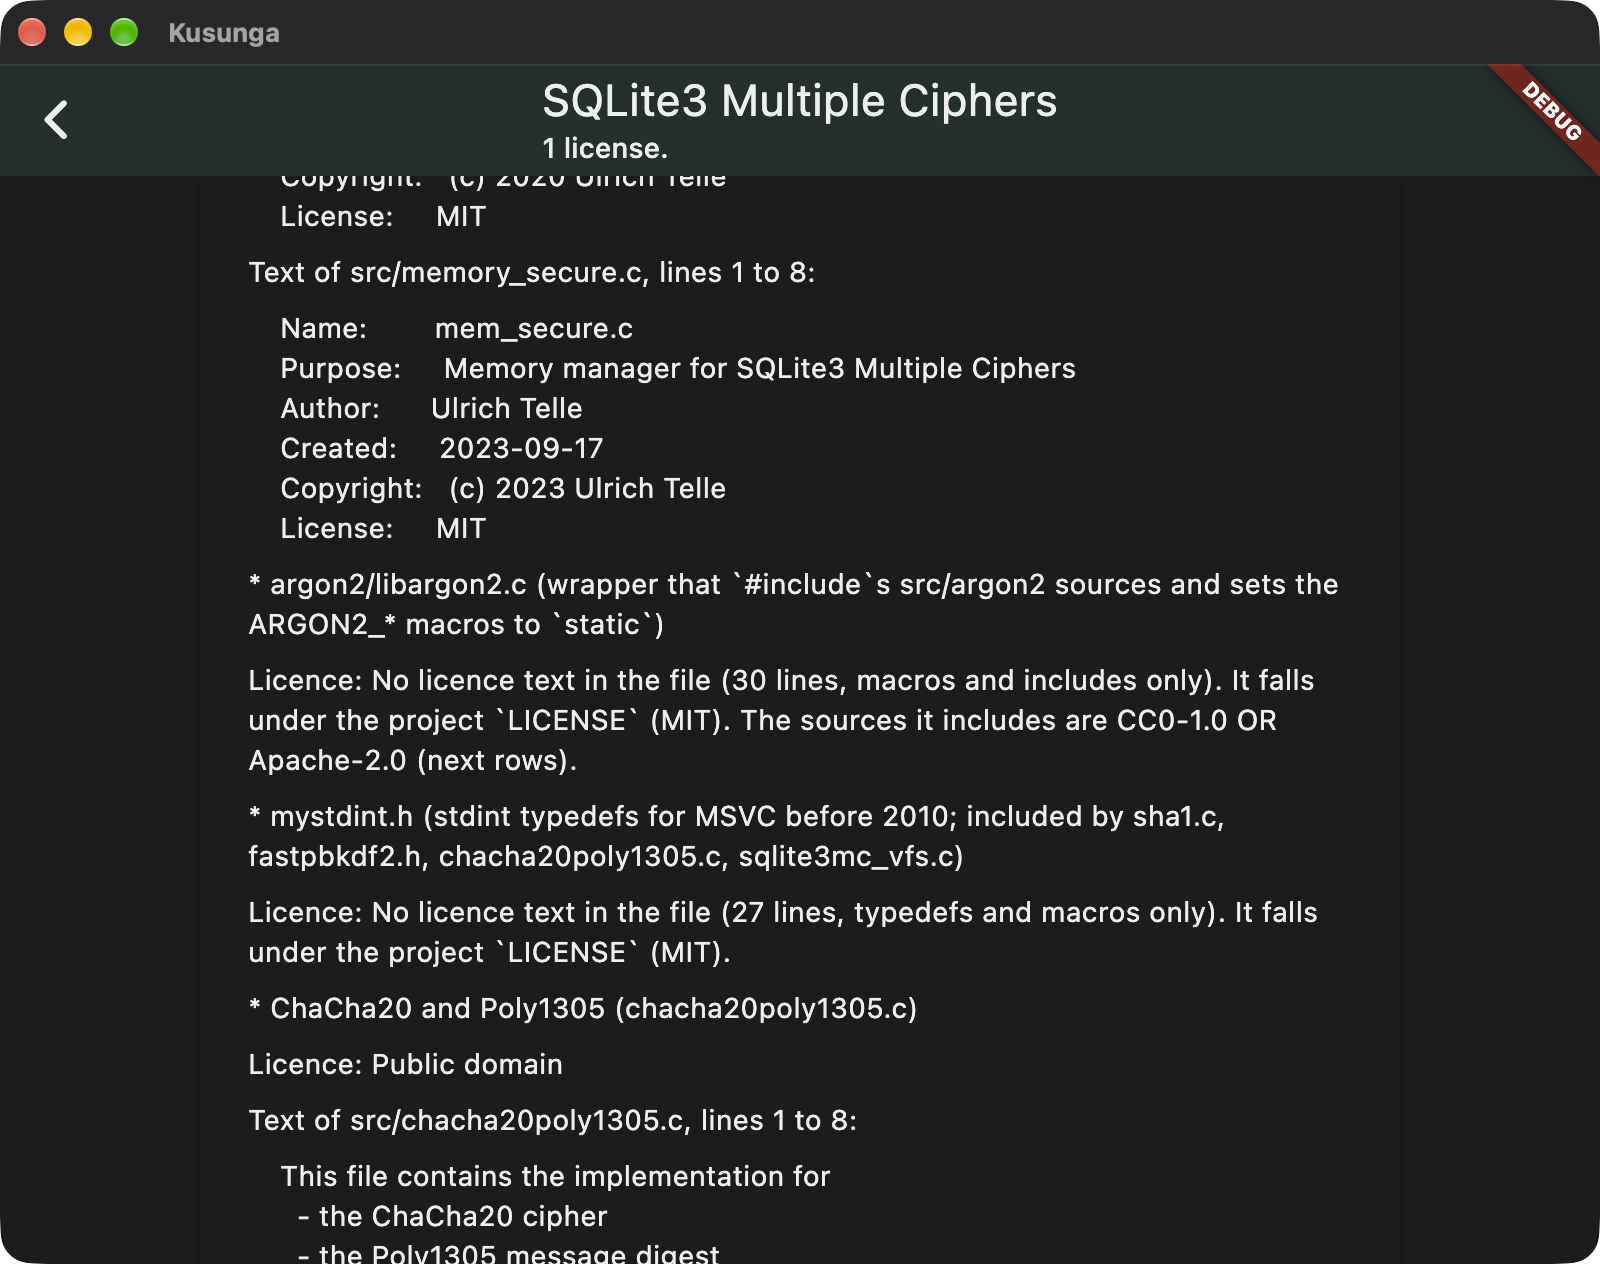 Kusunga
SQLite3 Multiple Ciphers
1 license.
DEBUG
Copyright: (c) 2020 Ulrich Telle
License: MIT
Text of src/memory_secure.c, lines 1 to 8:
Name: mem_secure.c
Purpose: Memory manager for SQLite3 Multiple Ciphers
Author: Ulrich Telle
Created: 2023-09-17
Copyright: (c) 2023 Ulrich Telle
License: MIT
* argon2/libargon2.c (wrapper that `#include`s src/argon2 sources and sets the
ARGON2_* macros to `static`)
Licence: No licence text in the file (30 lines, macros and includes only). It falls
under the project `LICENSE` (MIT). The sources it includes are CC0-1.0 OR
Apache-2.0 (next rows).
* mystdint.h (stdint typedefs for MSVC before 2010; included by sha1.c,
fastpbkdf2.h, chacha20poly1305.c, sqlite3mc_vfs.c)
Licence: No licence text in the file (27 lines, typedefs and macros only). It falls
under the project `LICENSE` (MIT).
* ChaCha20 and Poly1305 (chacha20poly1305.c)
Licence: Public domain
Text of src/chacha20poly1305.c, lines 1 to 8:
This file contains the implementation for
- the ChaCha20 cipher
- the Poly1305 message digest